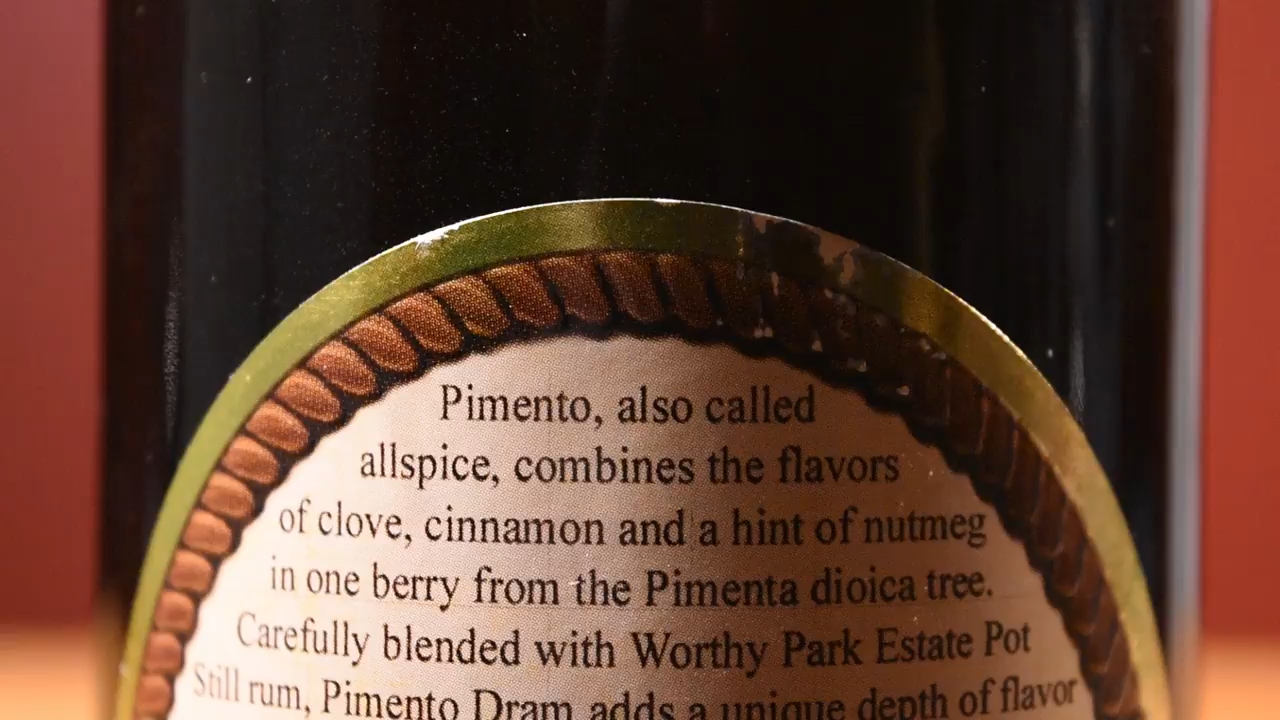 Pimento, also called
allspice, combines the flavors
of clove, cinnamon and a hint of nutmeg
in one berry from the Pimenta dioica tree.
Carefully blended with Worthy Park Estate Pot
Still rum, Pimento Dram adds a unique depth of flavor